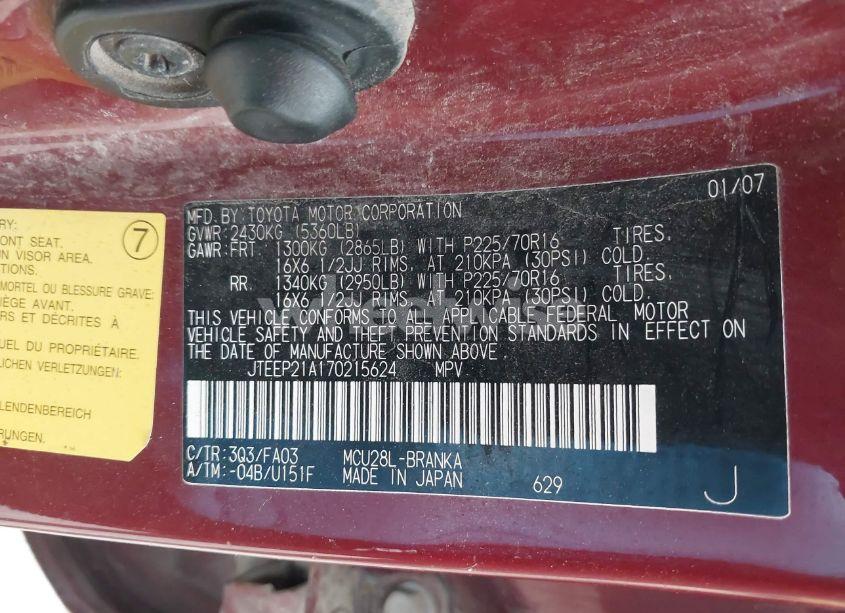 RY:
ONT SEAT.
N VISOR AREA.
TIONS.
MORTEL OU BLESSURE GRAVE:
IÈGE AVANT.
ERS ET DÉCRITES À
UEL DU PROPRIÉTAIRE.
LICHEN VERLETZUNGEN
LENDENBEREICH
RUNGEN.
7
01/07
MFD. BY: TOYOTA MOTOR CORPORATION
GVWR: 2430KG (5360LB)
GAWR: FRT 1300KG (2865LB) WITH P225/70R16 TIRES,
16X6 1/2JJ RIMS, AT 210KPA (30PSI) COLD.
RR 1340KG (2950LB) WITH P225/70R16 TIRES,
16X6 1/2JJ RIMS, AT 210KPA (30PSI) COLD.
THIS VEHICLE CONFORMS TO ALL APPLICABLE FEDERAL MOTOR
VEHICLE SAFETY AND THEFT PREVENTION STANDARDS IN EFFECT ON
THE DATE OF MANUFACTURE SHOWN ABOVE.
JTEEP21A170215624 MPV
C/TR: 3Q3/FA03 MCU28L-BRANKA
A/TM: -04B/U151F MADE IN JAPAN 629
J